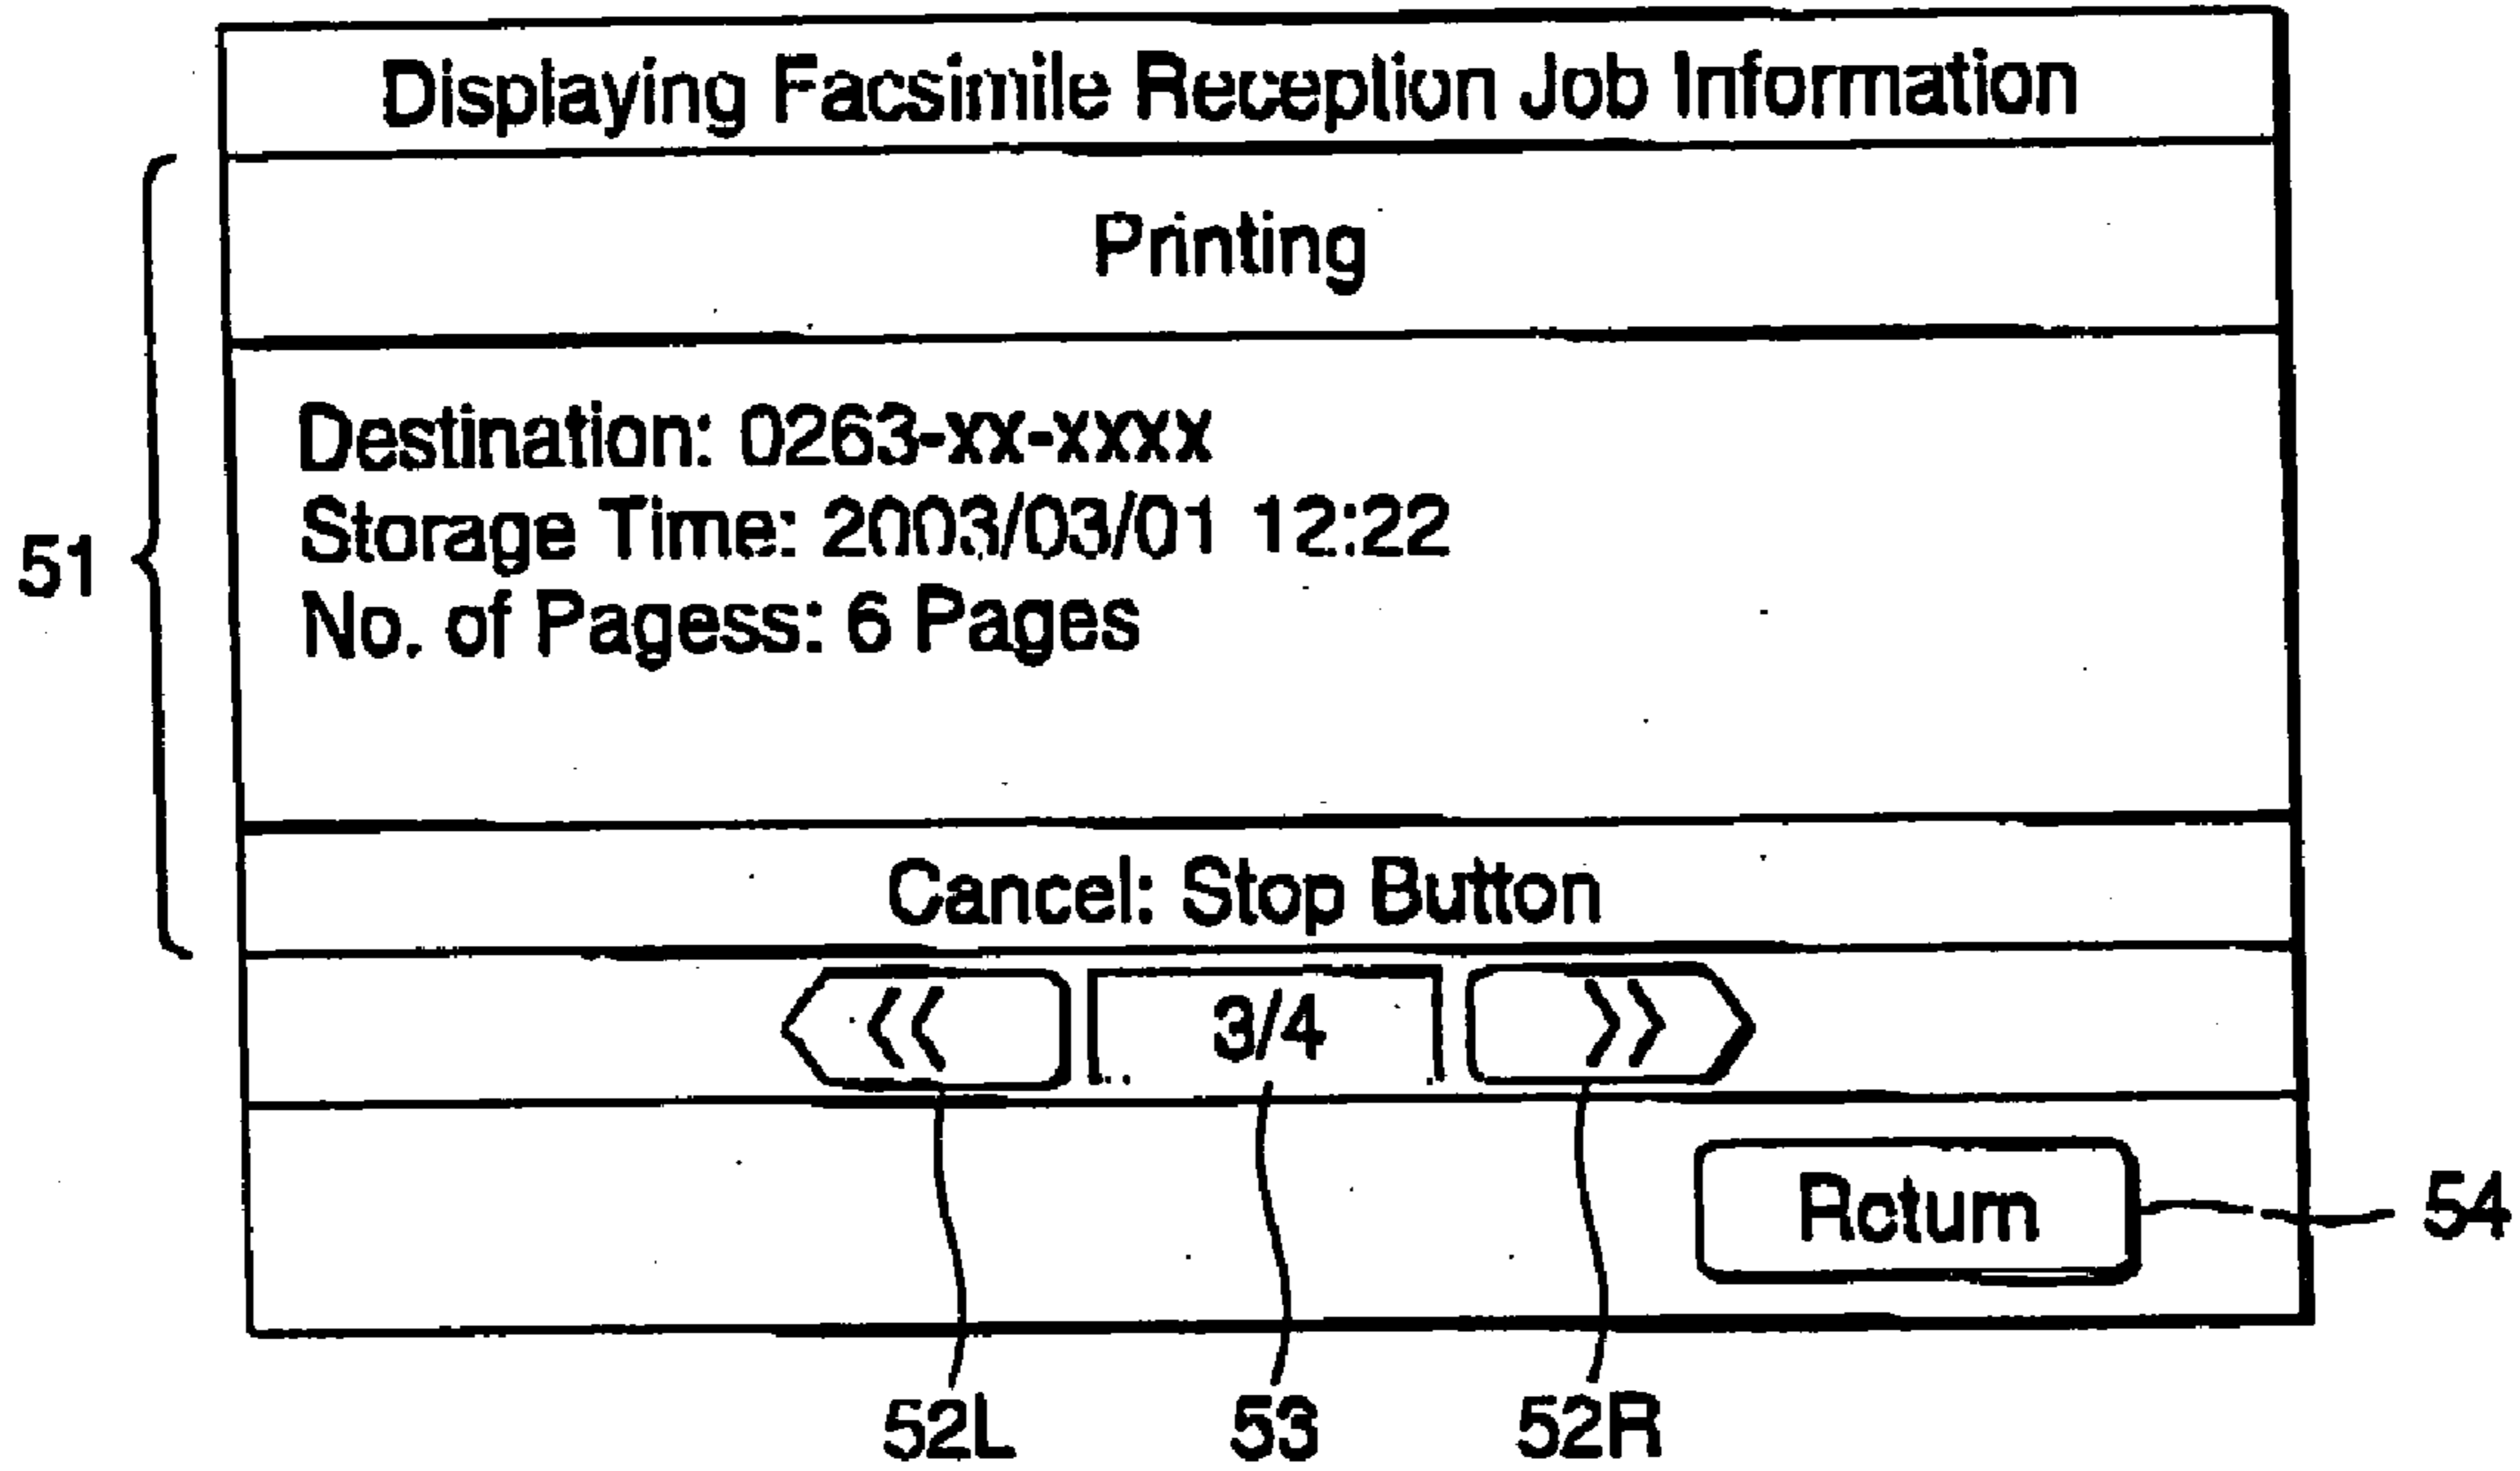 Displaying Facsimile Reception Job Information
Printing
Destination: 0263-xx-xxxx
51
Storage Time: 2003/03/01 12:22
No. of Pagess: 6 Pages
Cancel: Stop Button
《 3/4 》
Return
54
52L 53 52R